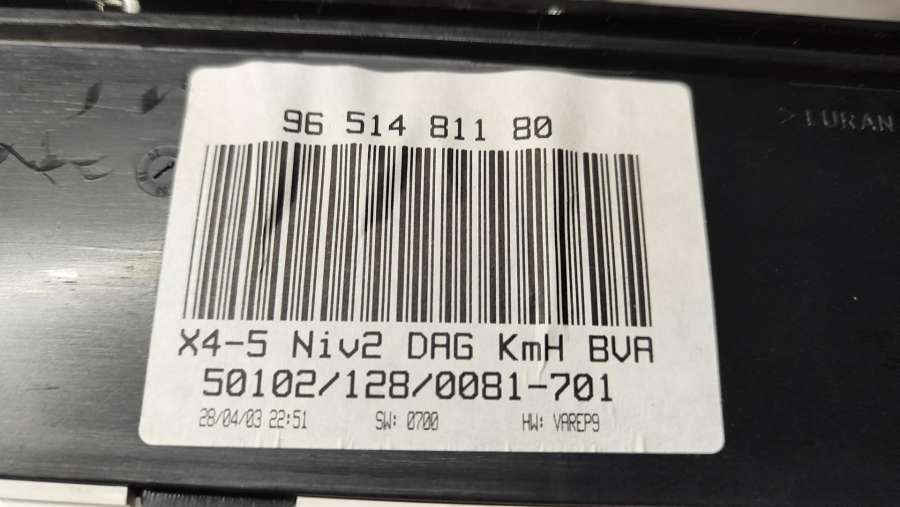 96 514 811 80
> LURAN
X4-5 Niv2 DAG KmH BVA
50102/128/0081-701
28/04/03 22:51 SW: 0700 HW: VAREP9